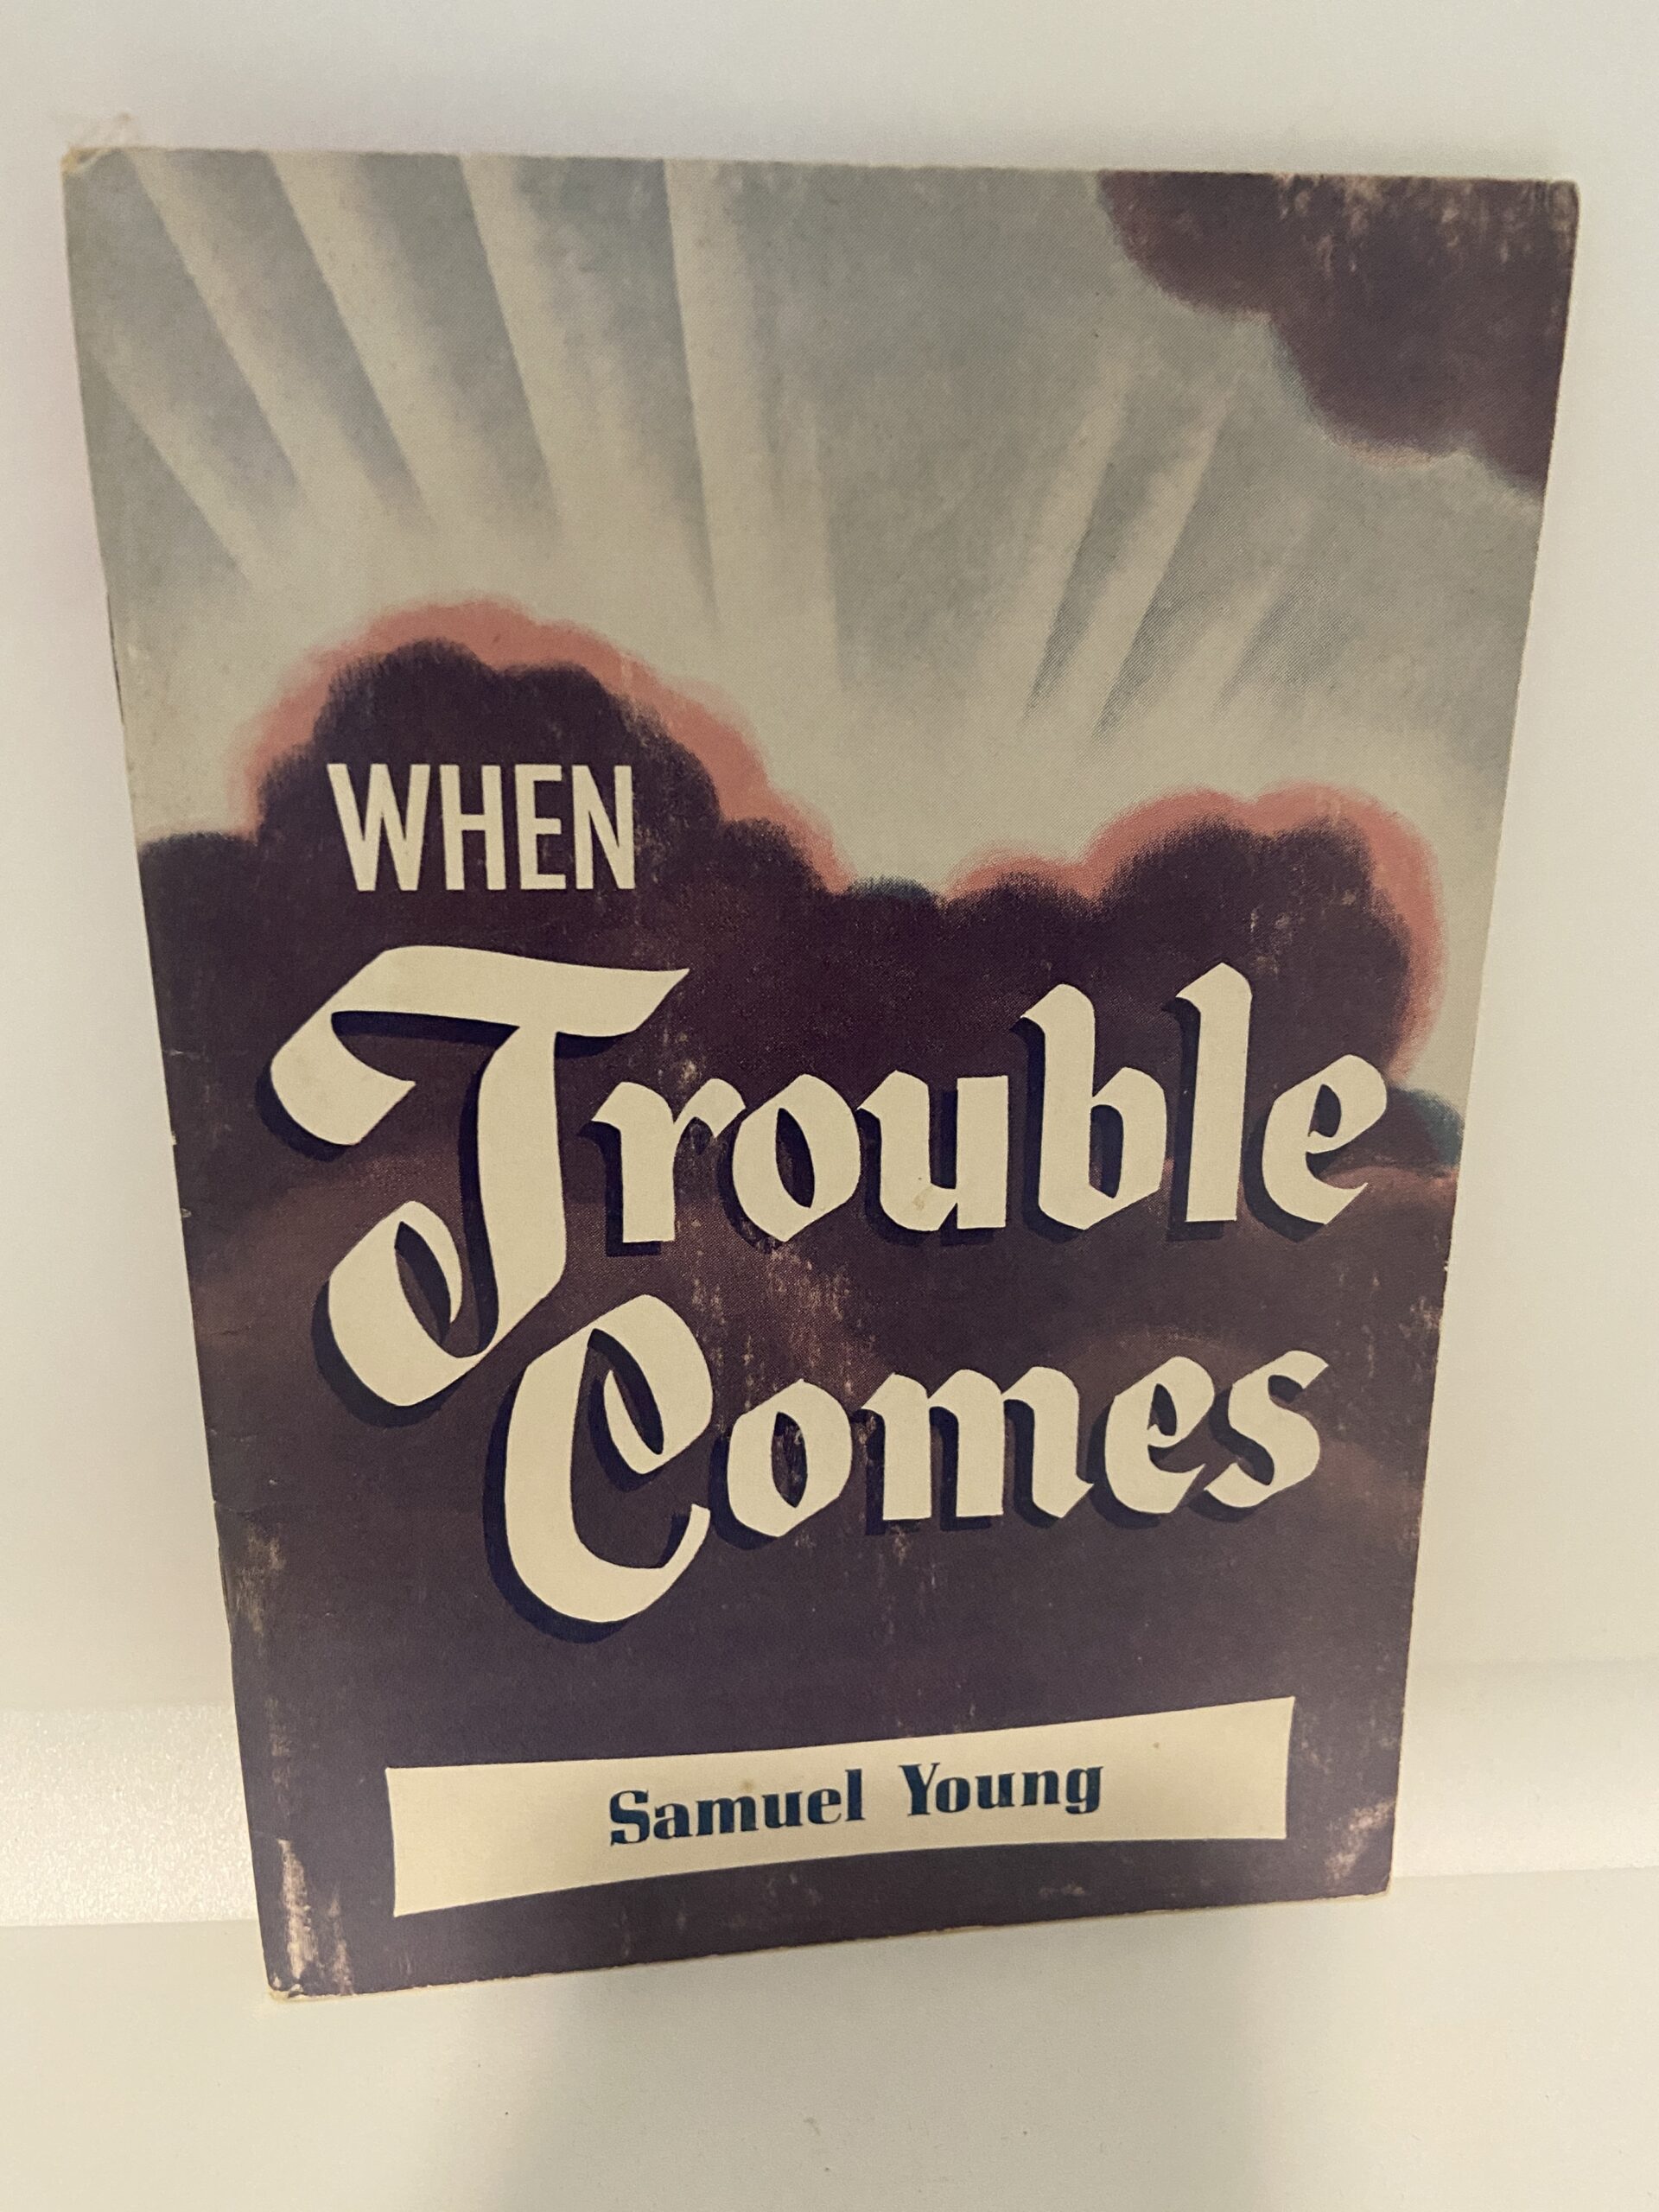 WHEN
Trouble
Comes
Samuel Young